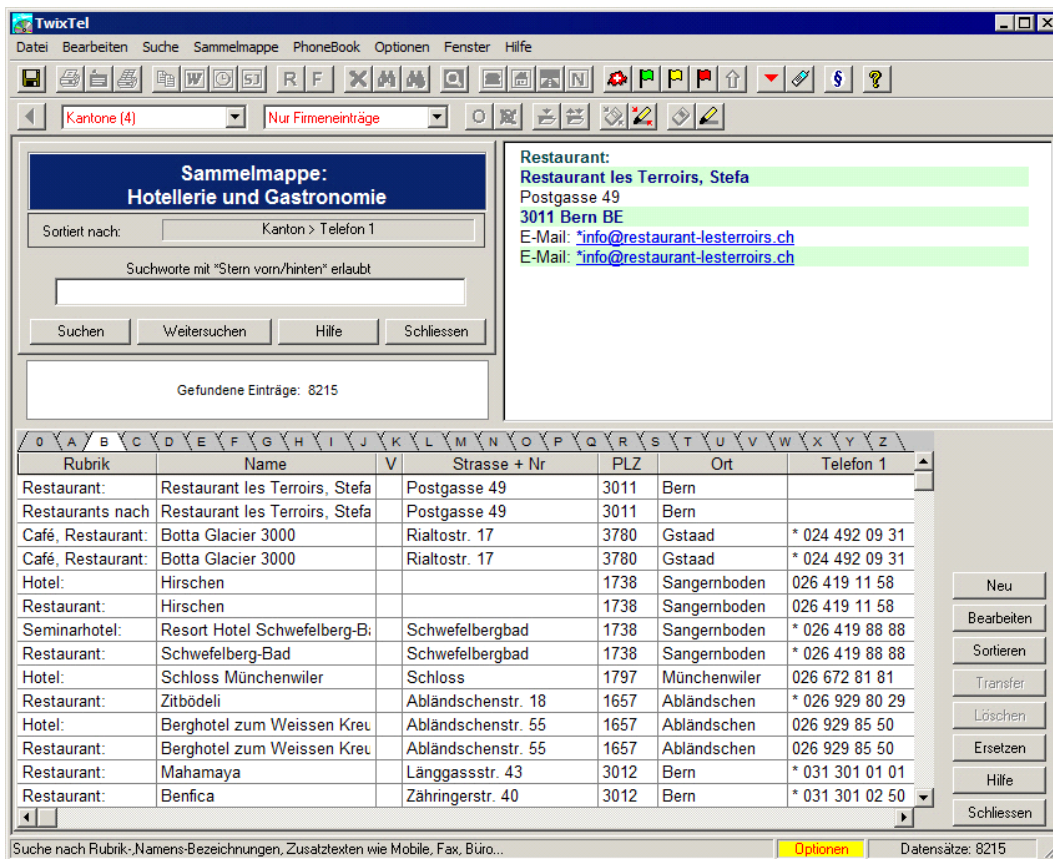 TwixTel
Datei Bearbeiten Suche Sammelmappe PhoneBook Optionen Fenster Hilfe
W SJ R F N § ?
Kantone (4) Nur Firmeneinträge
Sammelmappe:
Hotellerie und Gastronomie
Sortiert nach: Kanton > Telefon 1
Suchworte mit *Stern vorn/hinten* erlaubt
Suchen Weitersuchen Hilfe Schliessen
Gefundene Einträge: 8215
Restaurant:
Restaurant les Terroirs, Stefa
Postgasse 49
3011 Bern BE
E-Mail: *info@restaurant-lesterroirs.ch
E-Mail: *info@restaurant-lesterroirs.ch
0 A B C D E F G H I J K L M N O P Q R S T U V W X Y Z
Rubrik Name V Strasse + Nr PLZ Ort Telefon 1
Restaurant: Restaurant les Terroirs, Stefa Postgasse 49 3011 Bern
Restaurants nach Restaurant les Terroirs, Stefa Postgasse 49 3011 Bern
Café, Restaurant: Botta Glacier 3000 Rialtostr. 17 3780 Gstaad * 024 492 09 31
Café, Restaurant: Botta Glacier 3000 Rialtostr. 17 3780 Gstaad * 024 492 09 31
Hotel: Hirschen 1738 Sangernboden 026 419 11 58
Restaurant: Hirschen 1738 Sangernboden 026 419 11 58
Seminarhotel: Resort Hotel Schwefelberg-Ba Schwefelbergbad 1738 Sangernboden * 026 419 88 88
Restaurant: Schwefelberg-Bad Schwefelbergbad 1738 Sangernboden * 026 419 88 88
Hotel: Schloss Münchenwiler Schloss 1797 Münchenwiler 026 672 81 81
Restaurant: Zitbödeli Abländschenstr. 18 1657 Abländschen * 026 929 80 29
Hotel: Berghotel zum Weissen Kreu Abländschenstr. 55 1657 Abländschen 026 929 85 50
Restaurant: Berghotel zum Weissen Kreu Abländschenstr. 55 1657 Abländschen 026 929 85 50
Restaurant: Mahamaya Länggassstr. 43 3012 Bern * 031 301 01 01
Restaurant: Benfica Zähringerstr. 40 3012 Bern * 031 301 02 50
Neu
Bearbeiten
Sortieren
Transfer
Löschen
Ersetzen
Hilfe
Schliessen
Suche nach Rubrik-,Namens-Bezeichnungen, Zusatztexten wie Mobile, Fax, Büro... Optionen Datensätze: 8215